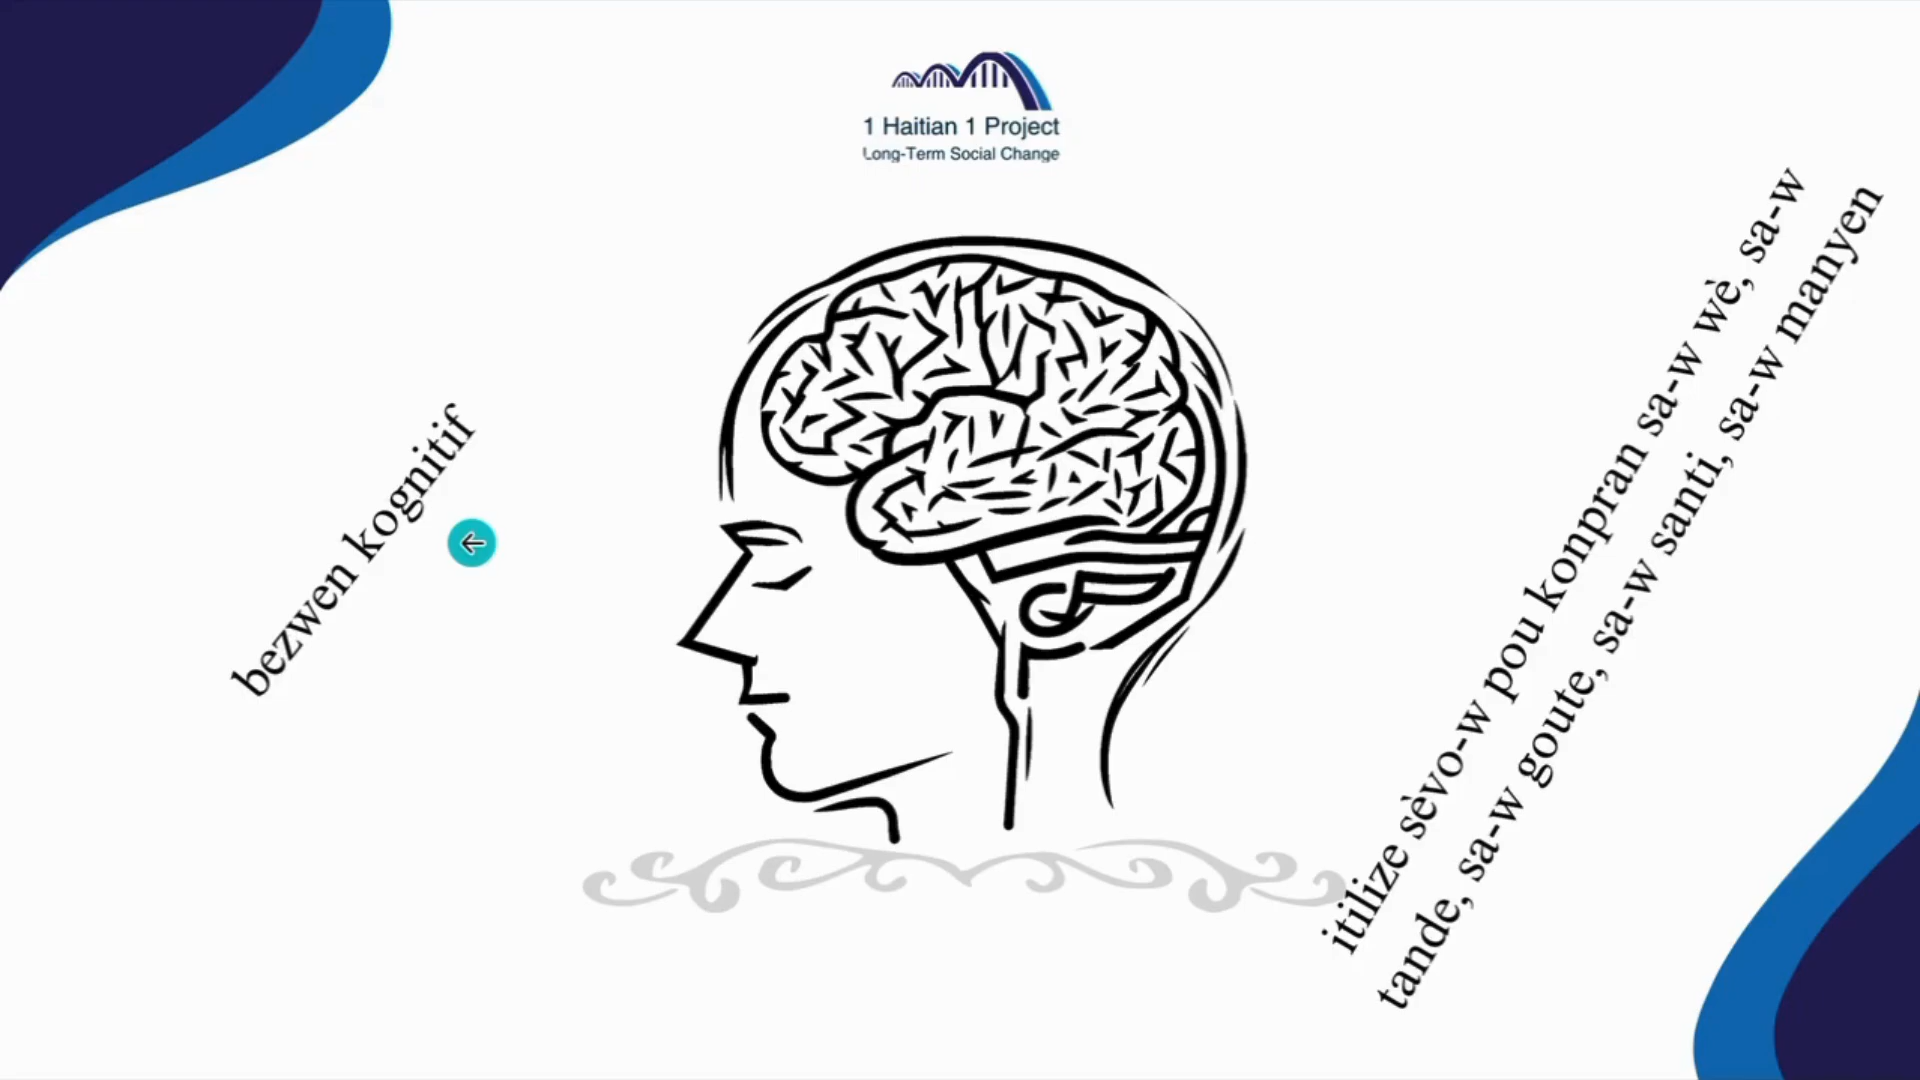 1 Haitian 1 Project
Long-Term Social Change
bezwen kognitif
itilize sèvo-w pou konpran sa-w wè, sa-w
tande, sa-w goute, sa-w santi, sa-w manyen